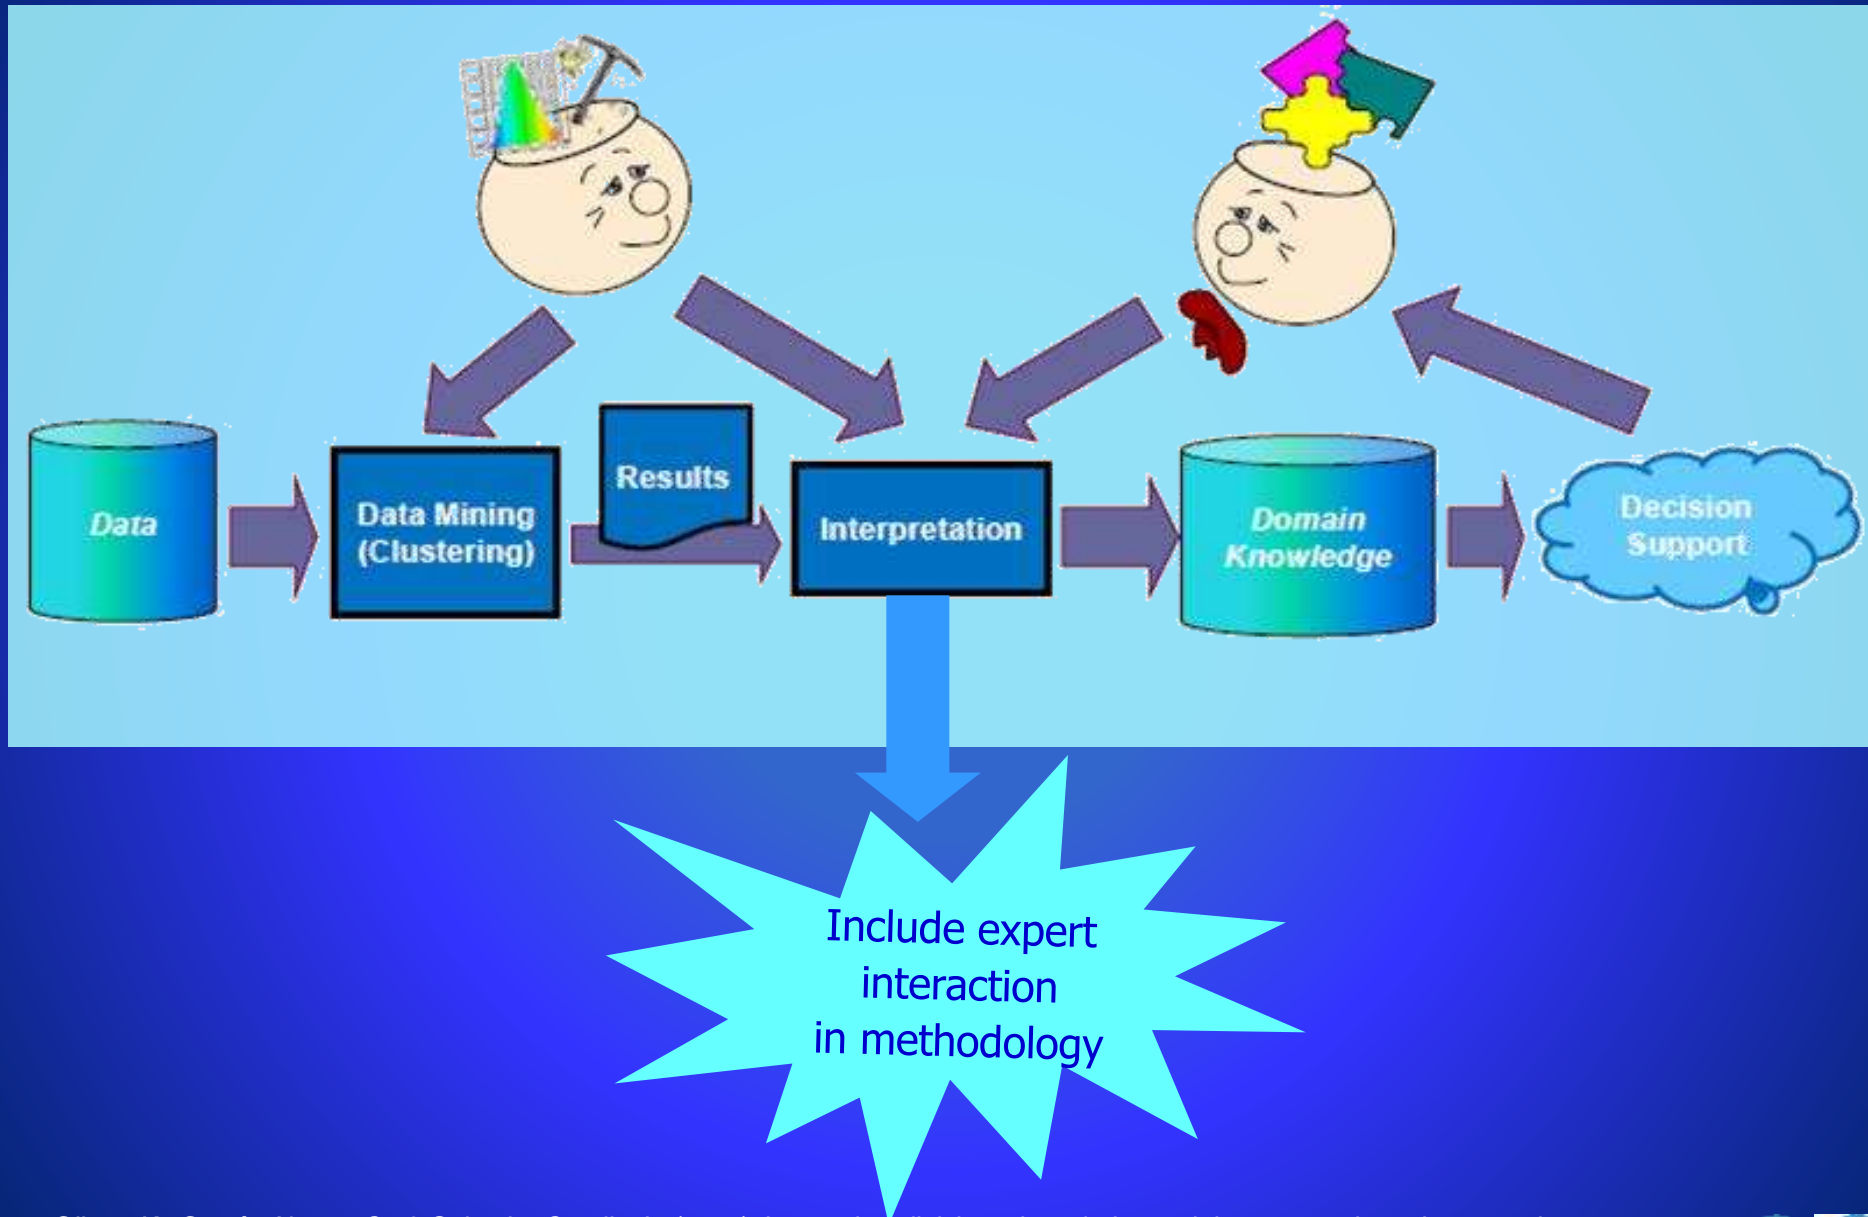 Results
Data
Data Mining
(Clustering)
Interpretation
Domain
Knowledge
Decision
Support
Include expert
interaction
in methodology